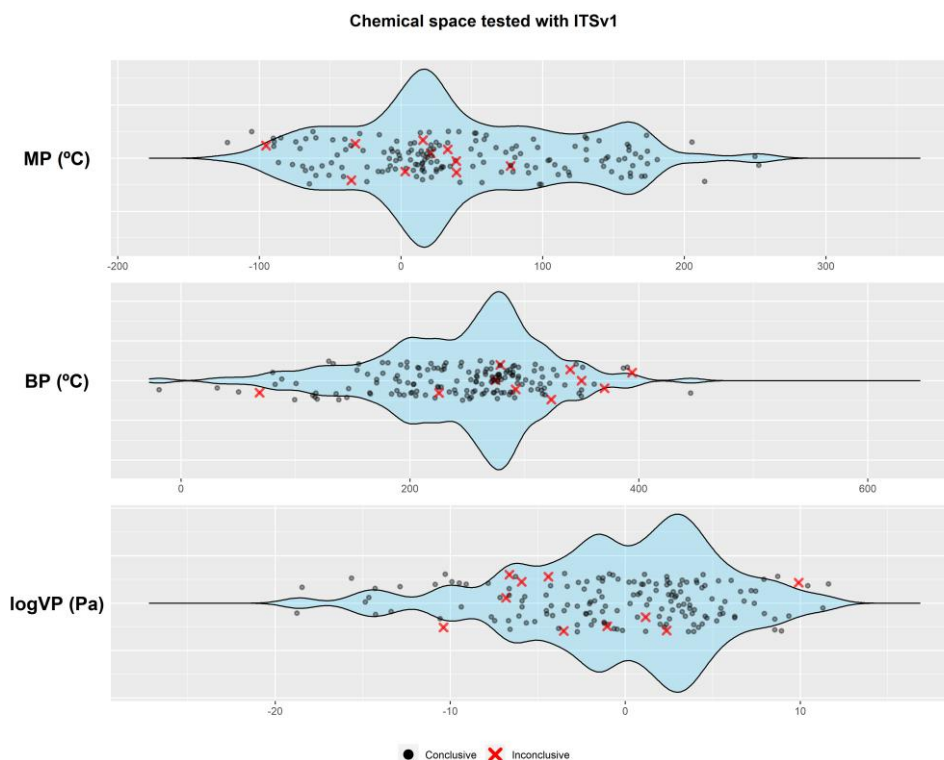 Chemical space tested with ITSv1
MP (ºC)
-200 -100 0 100 200 300
BP (ºC)
0 200 400 600
logVP (Pa)
-20 -10 0 10
Conclusive Inconclusive